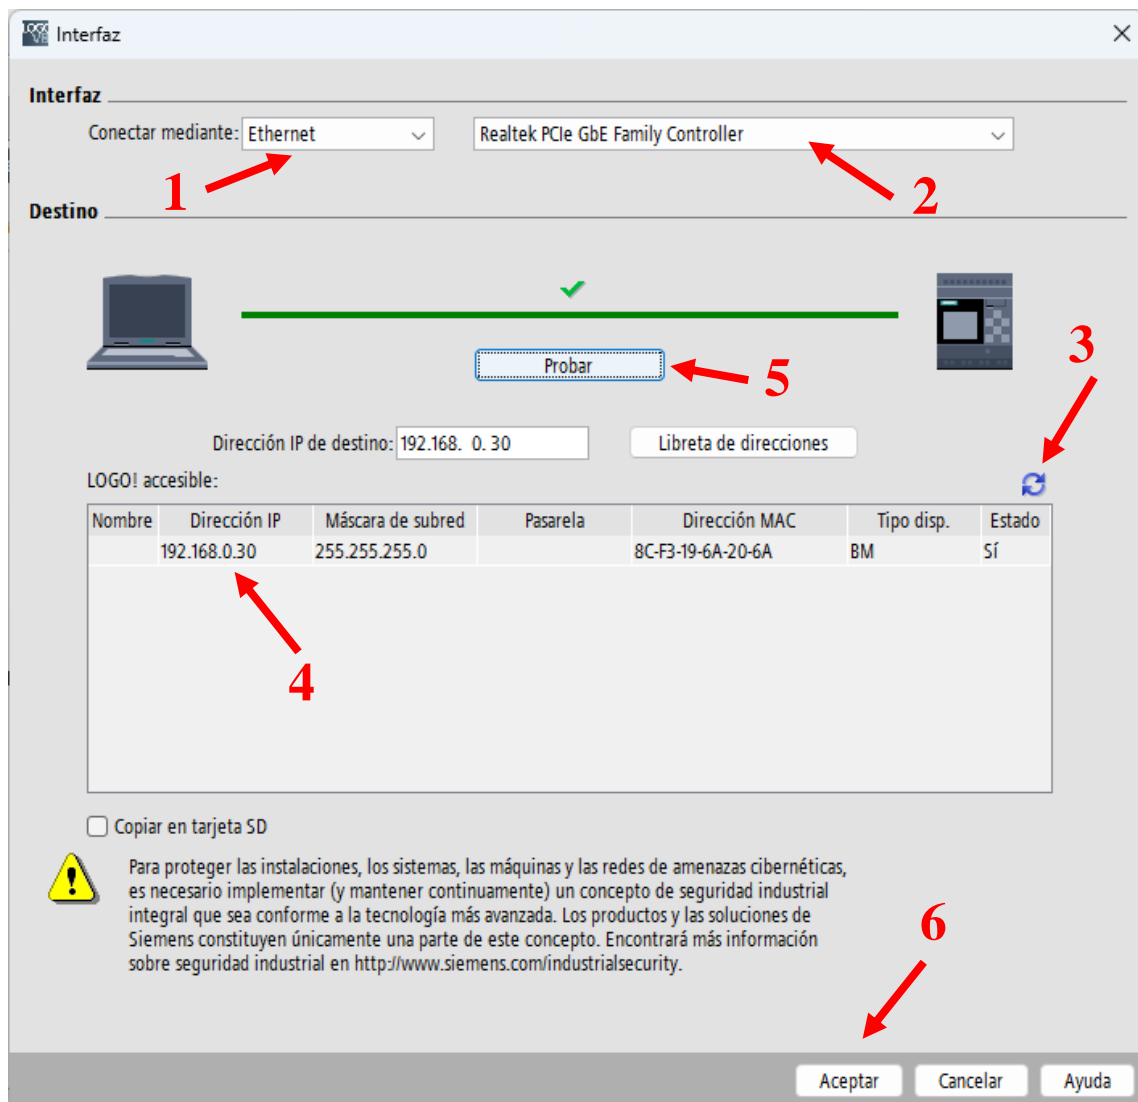 Interfaz
Interfaz
Conectar mediante: Ethernet Realtek PCIe GbE Family Controller
1
2
Destino
3
Probar
5
Dirección IP de destino: 192.168. 0. 30 Libreta de direcciones
LOGO! accesible:
Nombre Dirección IP Máscara de subred Pasarela Dirección MAC Tipo disp. Estado
192.168.0.30 255.255.255.0 8C-F3-19-6A-20-6A BM Sí
4
Copiar en tarjeta SD
Para proteger las instalaciones, los sistemas, las máquinas y las redes de amenazas cibernéticas,
es necesario implementar (y mantener continuamente) un concepto de seguridad industrial
integral que sea conforme a la tecnología más avanzada. Los productos y las soluciones de
Siemens constituyen únicamente una parte de este concepto. Encontrará más información
sobre seguridad industrial en http://www.siemens.com/industrialsecurity.
6
Aceptar Cancelar Ayuda